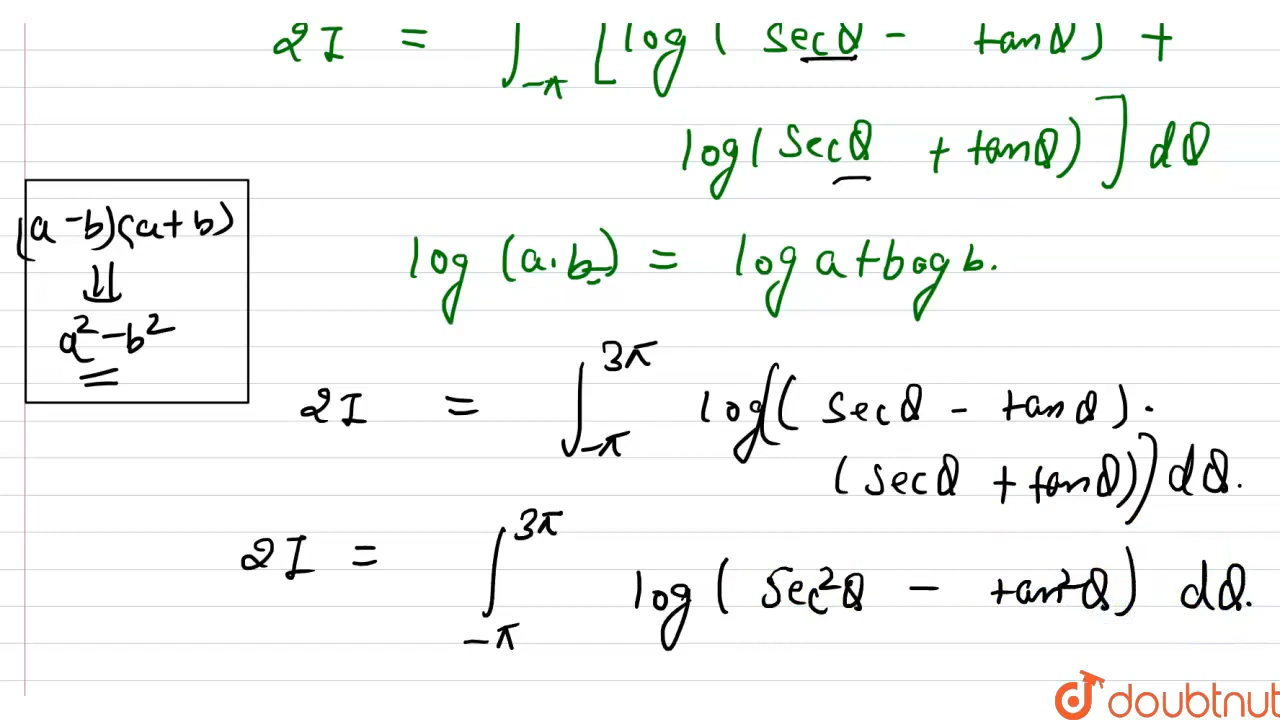 2I = ∫_{-π} [log( secθ - tanθ) +
log( secθ + tanθ) ] dθ
(a-b)(a+b)
⇓
a² - b²
log (a.b) = log a + bog b.
2I = ∫_{-π}^{3π} log(( secθ - tanθ).
(secθ + tanθ)] dθ.
2I = ∫_{-π}^{3π} log( sec²θ - tan²θ) dθ.
doubtnut